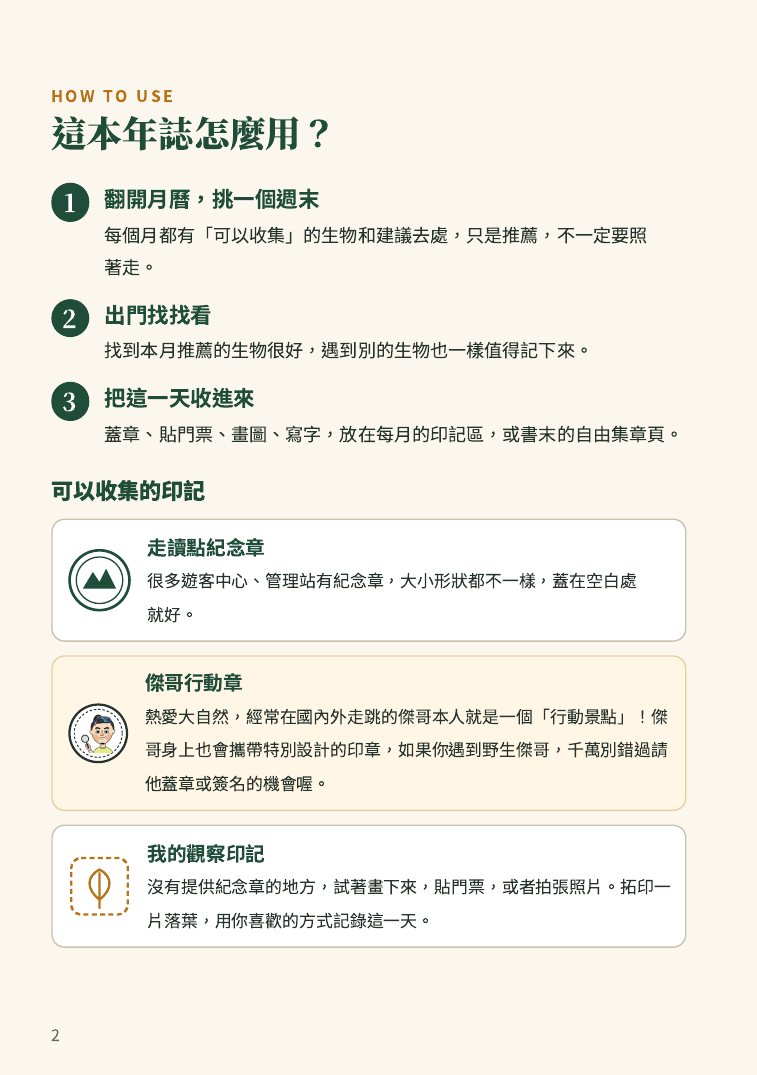 HOW TO USE
這本年誌怎麼用？
1 翻開月曆，挑一個週末
每個月都有「可以收集」的生物和建議去處，只是推薦，不一定要照
著走。
2 出門找找看
找到本月推薦的生物很好，遇到別的生物也一樣值得記下來。
3 把這一天收進來
蓋章、貼門票、畫圖、寫字，放在每月的印記區，或書末的自由集章頁。
可以收集的印記
走讀點紀念章
很多遊客中心、管理站有紀念章，大小形狀都不一樣，蓋在空白處
就好。
傑哥行動章
熱愛大自然，經常在國內外走跳的傑哥本人就是一個「行動景點」！傑
哥身上也會攜帶特別設計的印章，如果你遇到野生傑哥，千萬別錯過請
他蓋章或簽名的機會喔。
我的觀察印記
沒有提供紀念章的地方，試著畫下來，貼門票，或者拍張照片。拓印一
片落葉，用你喜歡的方式記錄這一天。
2